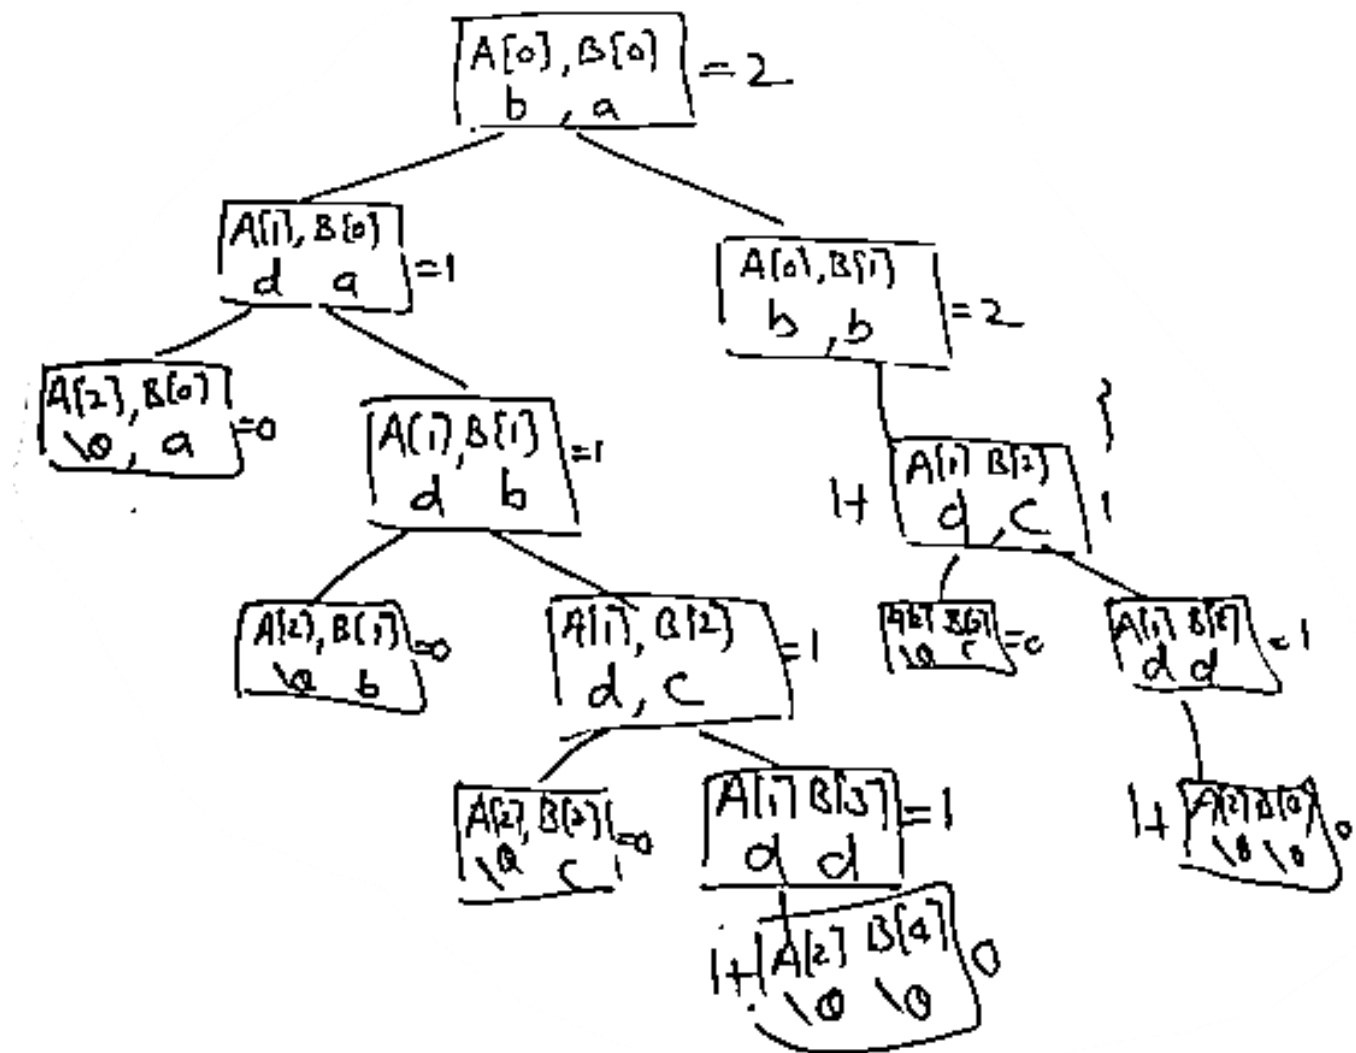 A[0], B[0] =2
b , a
A[1], B[0] =1
d a
A[0], B[1] =2
b , b
A[2], B[0] =0
\0, a
A[1], B[1] =1
d b
1+ A[1] B[2] 1
d , c
A[2], B[1] =0
\0 b
A[1], B[2] =1
d, c
=0
\0 c
A[1] =1
d d
A[2], B[2] =0
\0 c
A[1] B[3] =1
d d
1+ A[2] 0
\0 \0
1+ A[2] B[4] 0
\0 \0